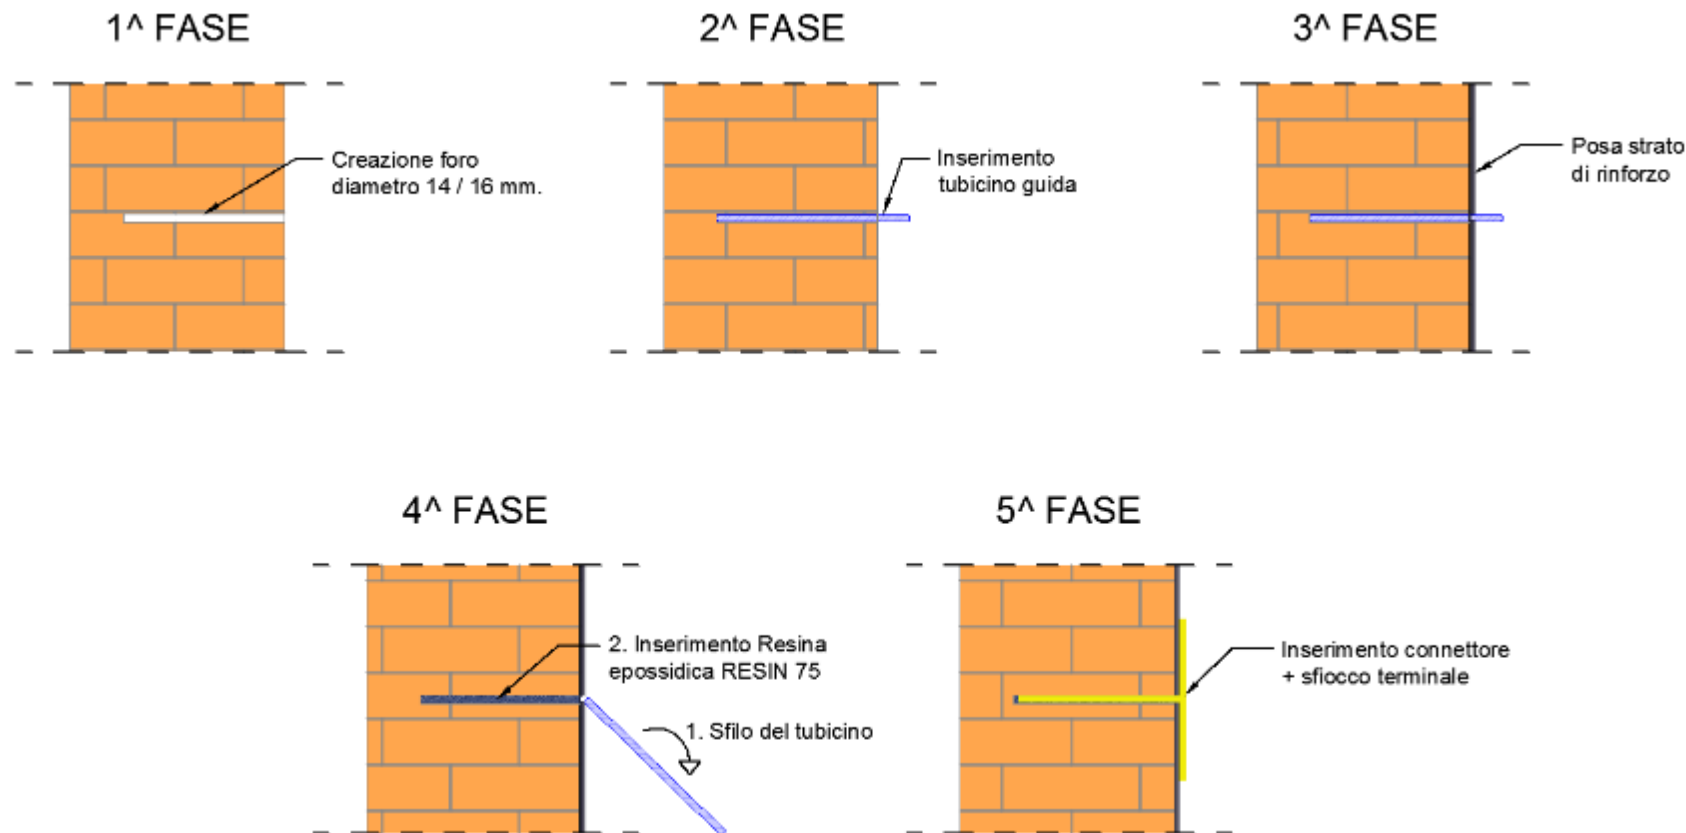 1^ FASE
Creazione foro
diametro 14 / 16 mm.
2^ FASE
Inserimento
tubicino guida
3^ FASE
Posa strato
di rinforzo
4^ FASE
2. Inserimento Resina
epossidica RESIN 75
1. Sfilo del tubicino
5^ FASE
Inserimento connettore
+ sfiocco terminale